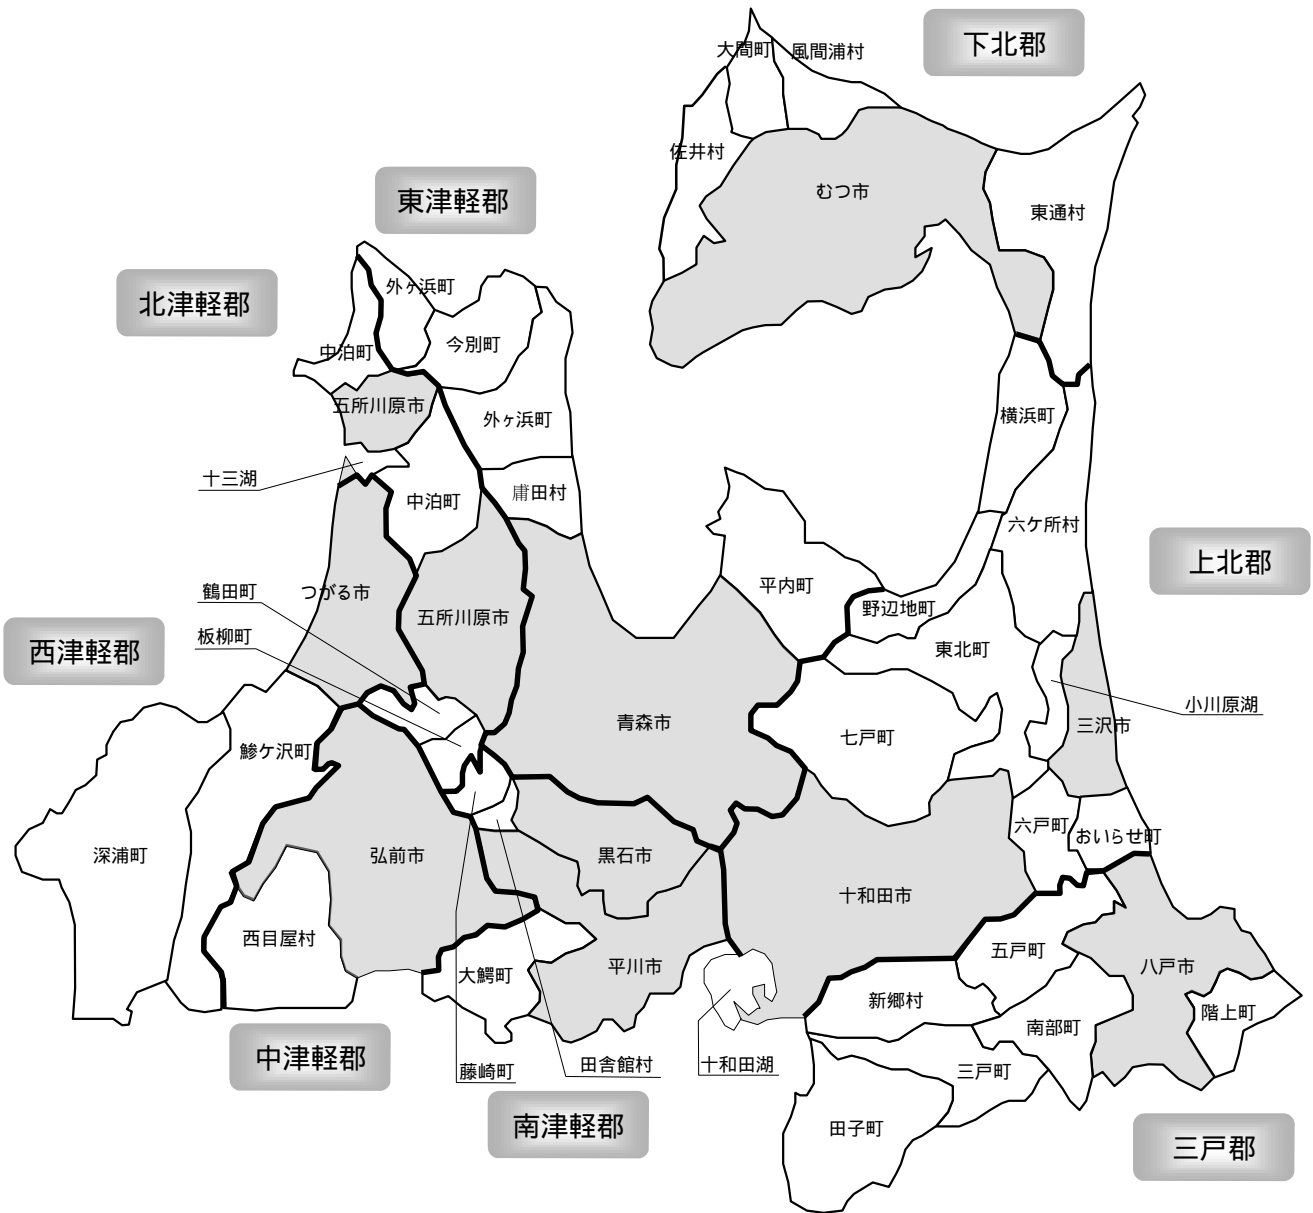 下北郡
大間町
風間浦村
佐井村
むつ市
東通村
東津軽郡
北津軽郡
外ヶ浜町
今別町
中泊町
五所川原市
外ヶ浜町
横浜町
十三湖
中泊町
甫田村
六ケ所村
上北郡
つがる市
鶴田町
板柳町
五所川原市
平内町
野辺地町
東北町
西津軽郡
小川原湖
三沢市
青森市
七戸町
鰺ケ沢町
六戸町
おいらせ町
深浦町
弘前市
黒石市
十和田市
西目屋村
大鰐町
平川市
五戸町
八戸市
新郷村
南部町
階上町
中津軽郡
藤崎町
田舎館村
十和田湖
三戸町
南津軽郡
田子町
三戸郡